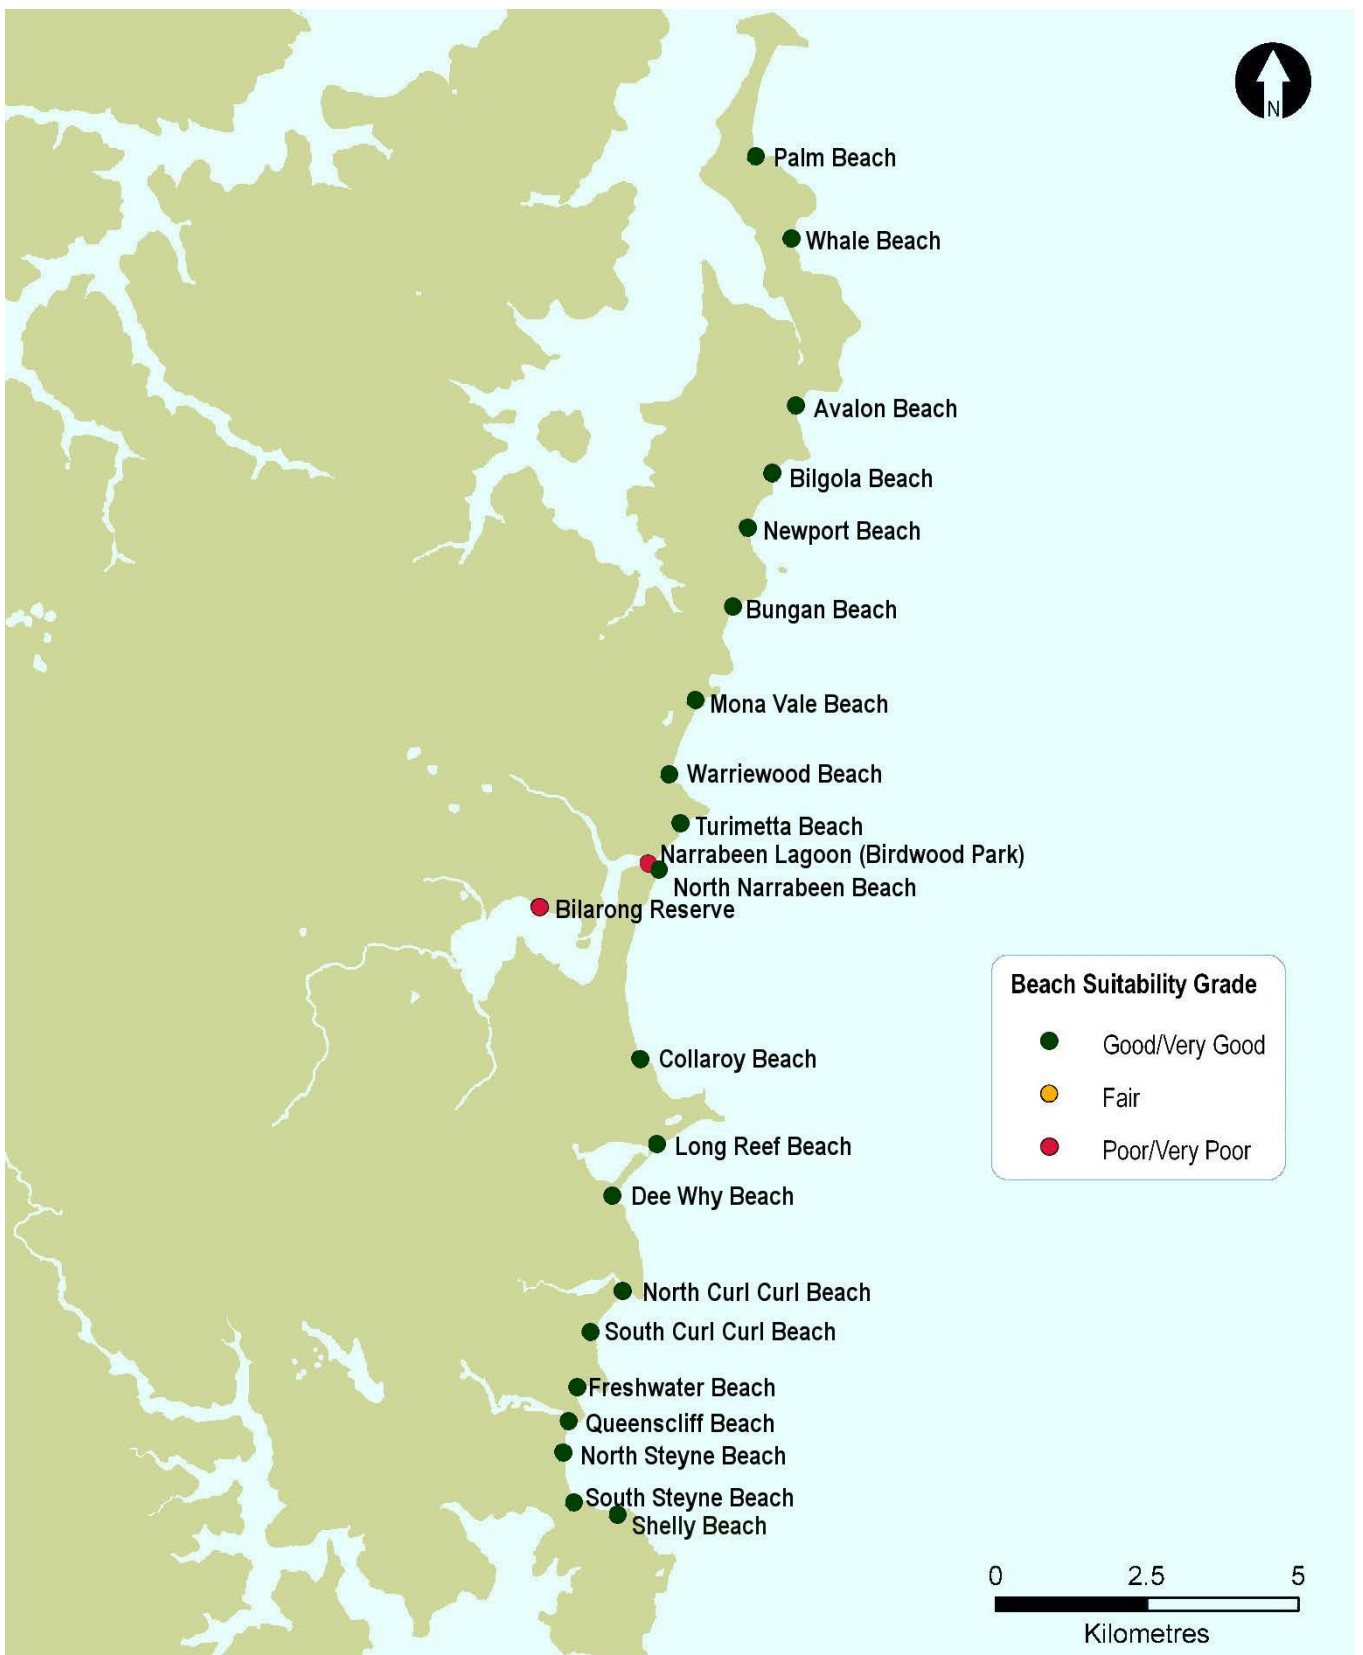 N
Palm Beach
Whale Beach
Avalon Beach
Bilgola Beach
Newport Beach
Bungan Beach
Mona Vale Beach
Warriewood Beach
Turimetta Beach
Narrabeen Lagoon (Birdwood Park)
North Narrabeen Beach
Bilarong Reserve
Beach Suitability Grade
Good/Very Good
Fair
Poor/Very Poor
Collaroy Beach
Long Reef Beach
Dee Why Beach
North Curl Curl Beach
South Curl Curl Beach
Freshwater Beach
Queenscliff Beach
North Steyne Beach
South Steyne Beach
Shelly Beach
0 2.5 5
Kilometres